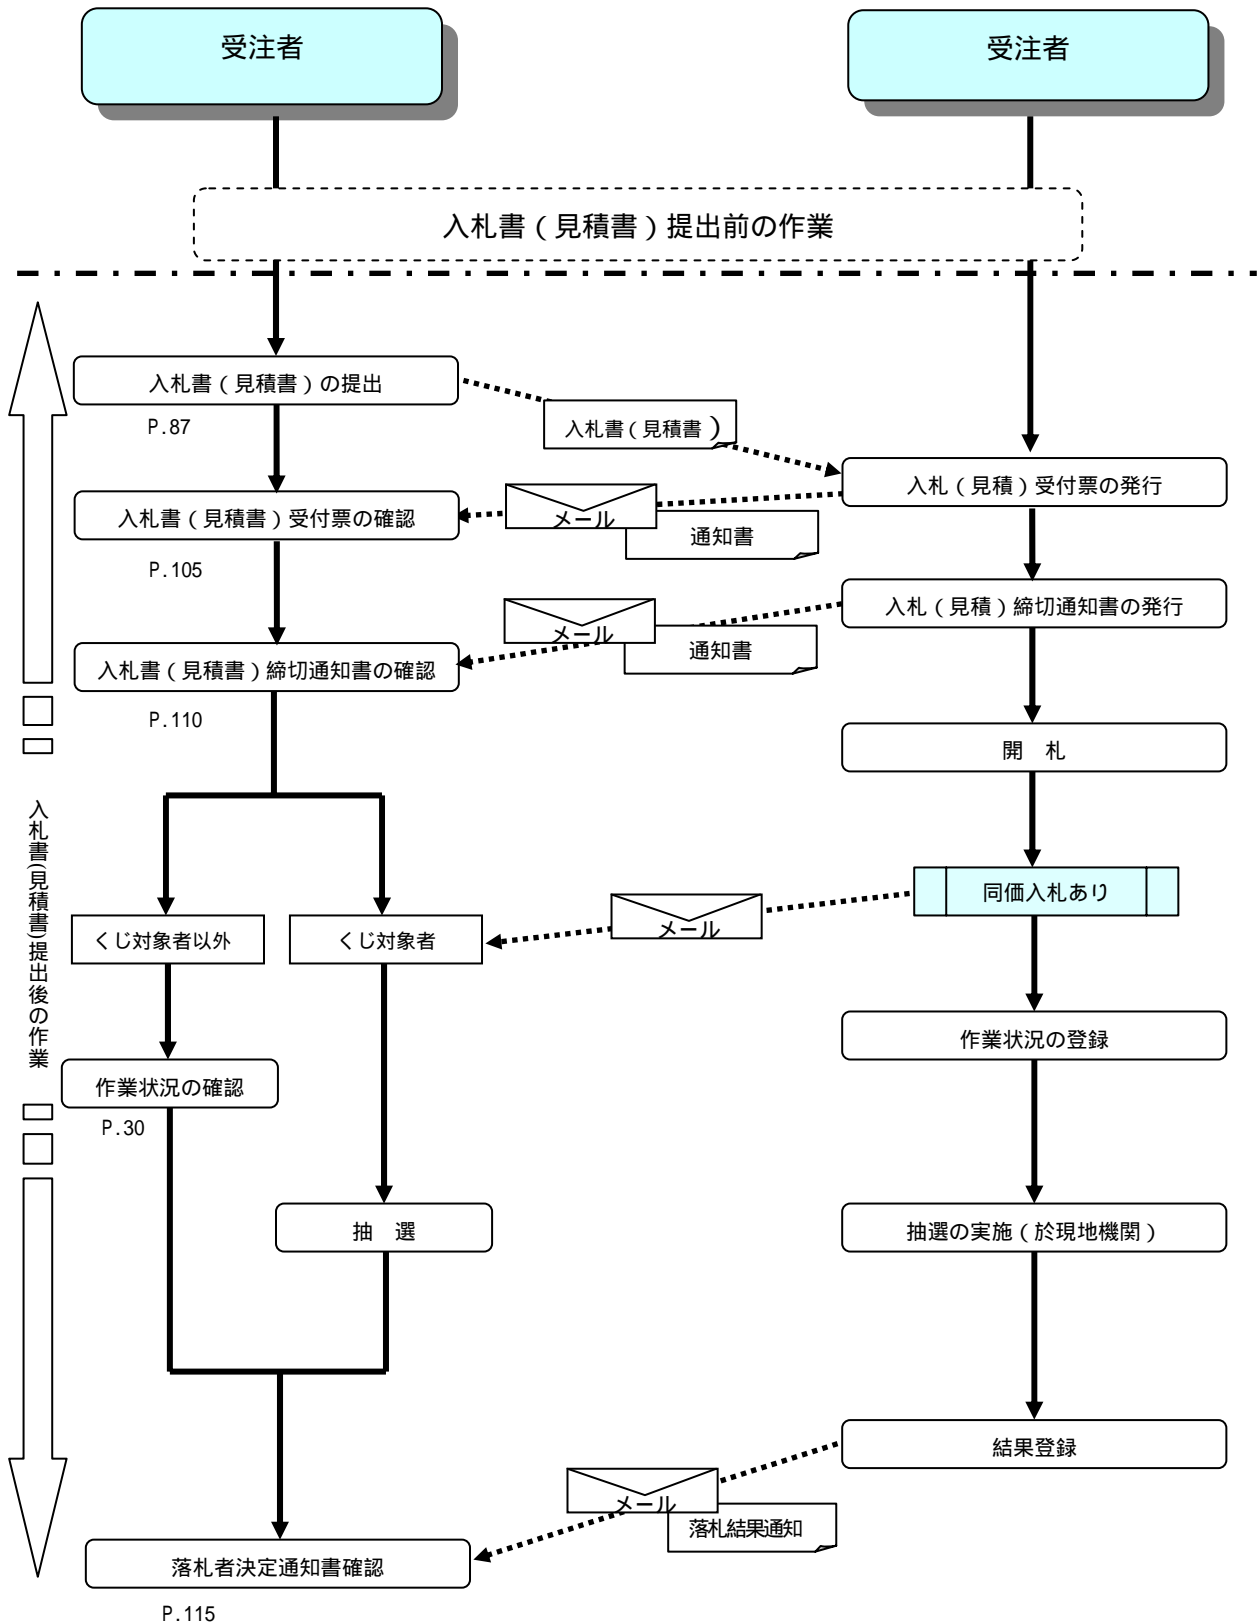 受注者
受注者
入札書（見積書）提出前の作業
入札書（見積書）の提出
P.87
入札書（見積書）
入札（見積）受付票の発行
メール
通知書
入札書（見積書）受付票の確認
P.105
入札（見積）締切通知書の発行
メール
通知書
入札書（見積書）締切通知書の確認
P.110
開　札
入札書(見積書)提出後の作業
同価入札あり
メール
くじ対象者以外
くじ対象者
作業状況の登録
作業状況の確認
P.30
抽　選
抽選の実施（於現地機関）
結果登録
メール
落札結果通知
落札者決定通知書確認
P.115